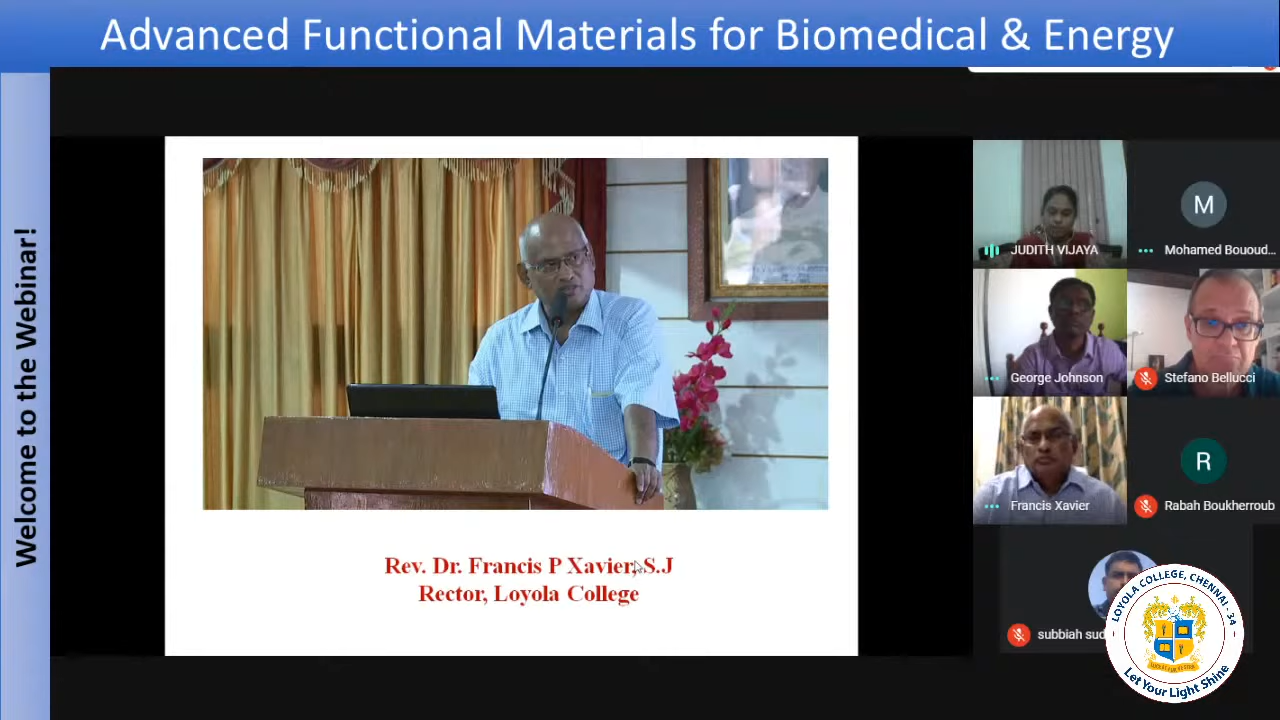 Advanced Functional Materials for Biomedical & Energy
Welcome to the Webinar!
Rev. Dr. Francis P Xavier, S.J
Rector, Loyola College
JUDITH VIJAYA
M
Mohamed Bououd...
George Johnson
Stefano Bellucci
Francis Xavier
R
Rabah Boukherroub
subbiah sud
LOYOLA COLLEGE, CHENNAI - 34
Let Your Light Shine